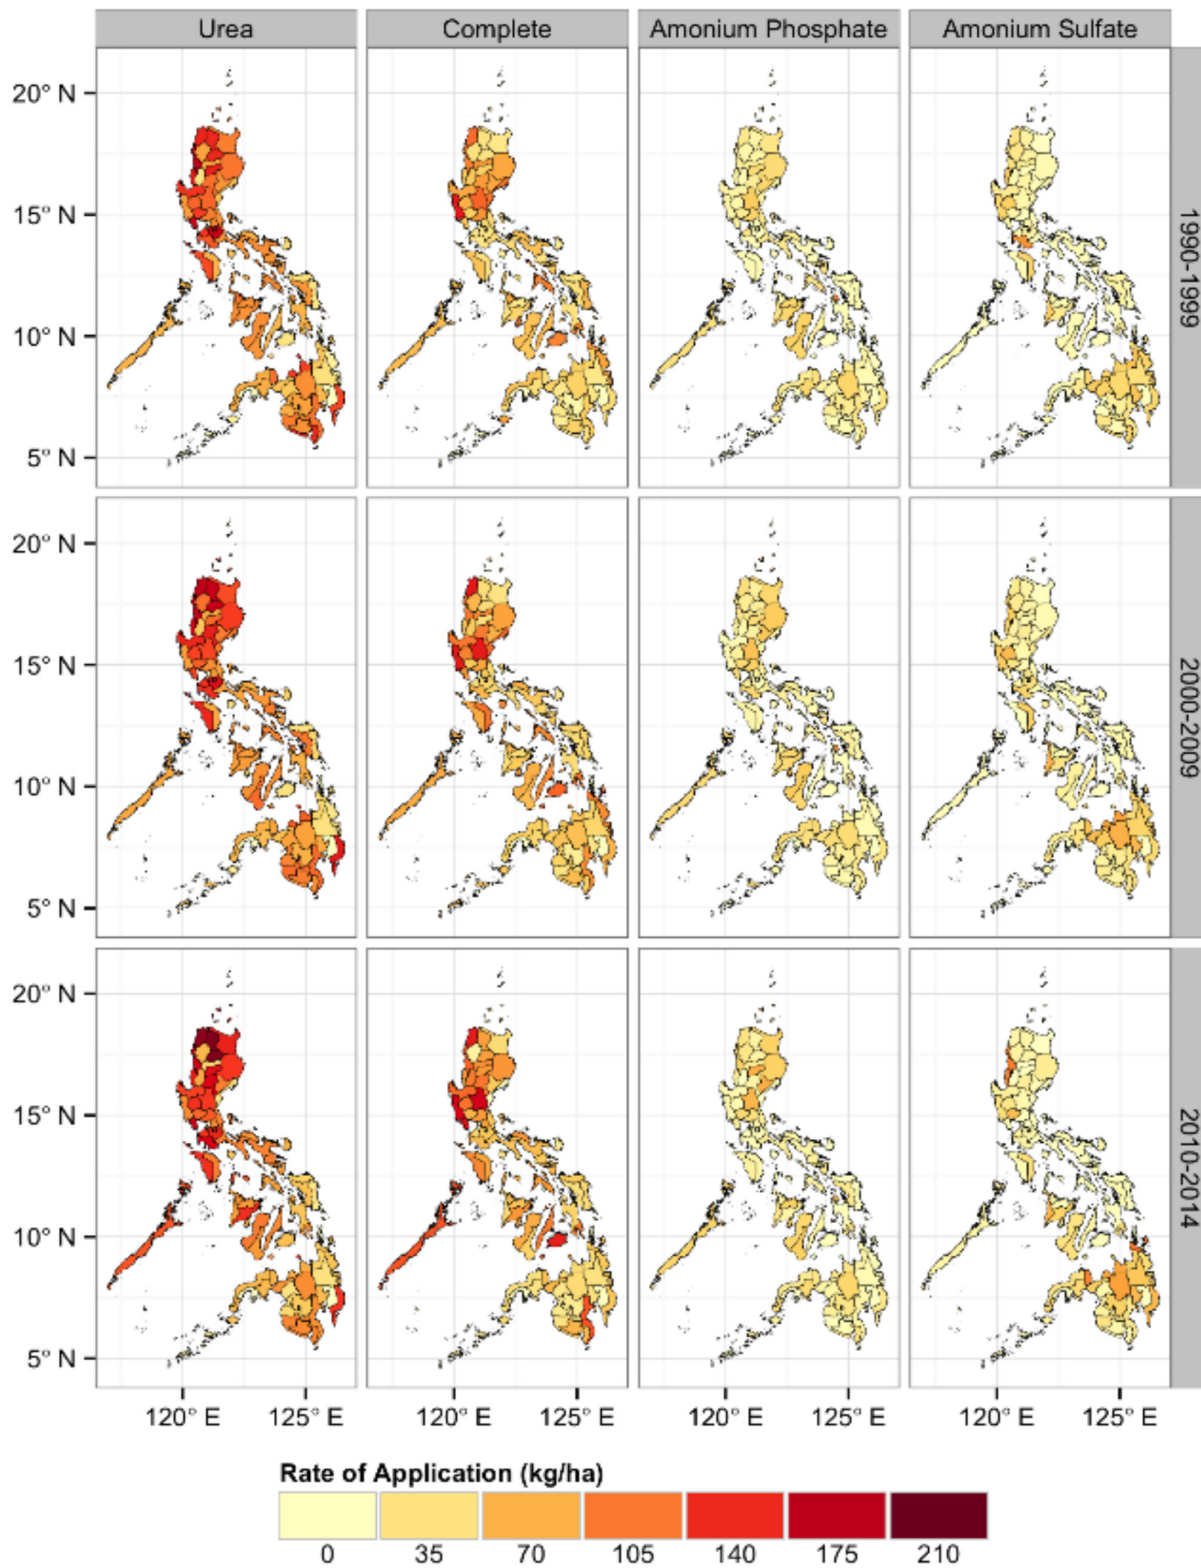 Urea Complete Amonium Phosphate Amonium Sulfate
20° N
15° N
10° N
5° N
1990-1999
20° N
15° N
10° N
5° N
2000-2009
20° N
15° N
10° N
5° N
2010-2014
120° E 125° E 120° E 125° E 120° E 125° E 120° E 125° E
Rate of Application (kg/ha)
0 35 70 105 140 175 210